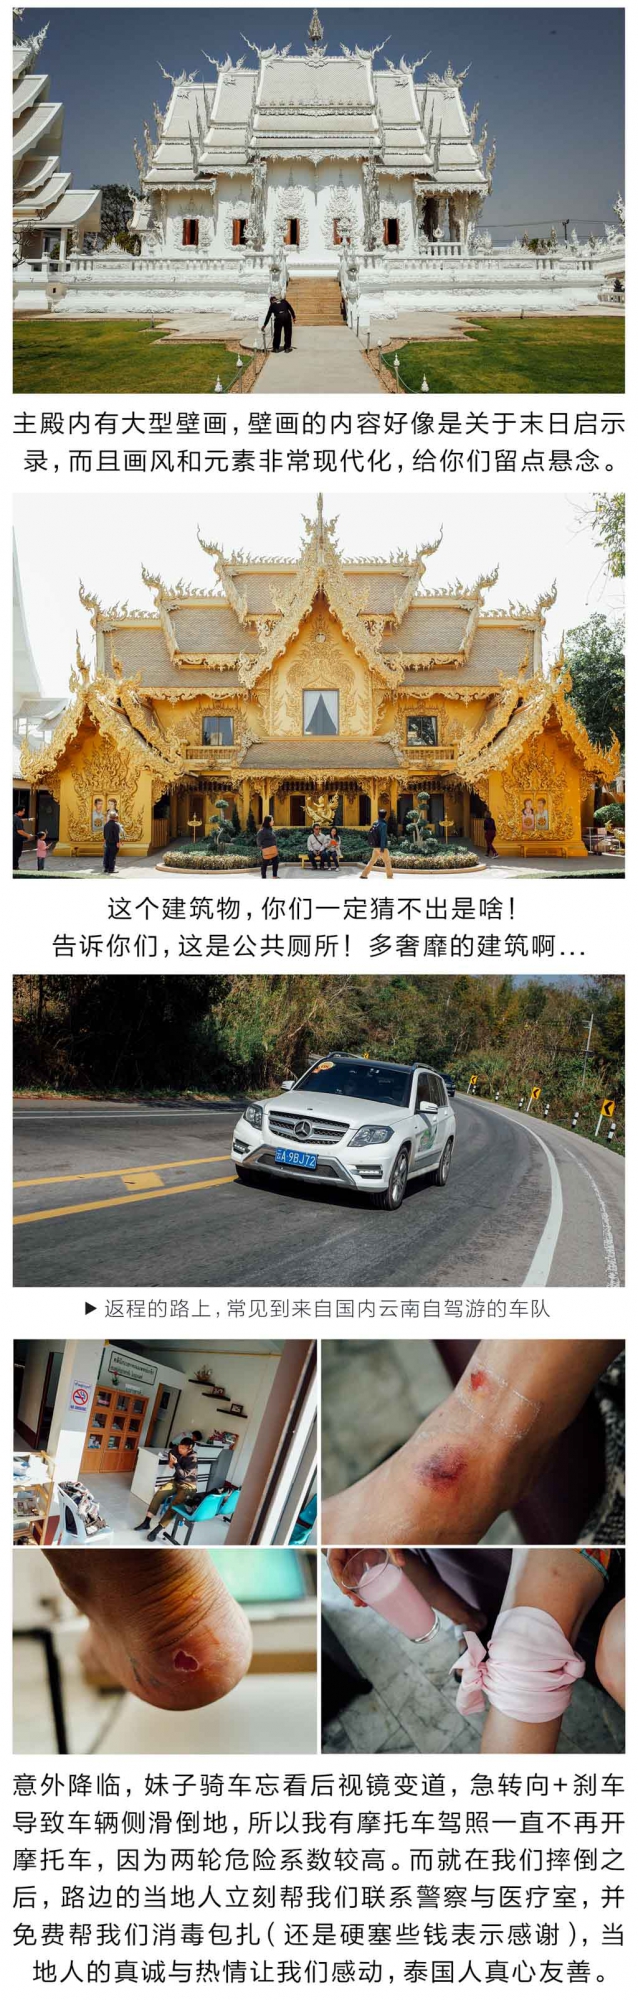 主殿内有大型壁画，壁画的内容好像是关于末日启示
录，而且画风和元素非常现代化，给你们留点悬念。
这个建筑物，你们一定猜不出是啥！
告诉你们，这是公共厕所！多奢靡的建筑啊...
云A·9BJ72
▶ 返程的路上，常见到来自国内云南自驾游的车队
意外降临，妹子骑车忘看后视镜变道，急转向+刹车
导致车辆侧滑倒地，所以我有摩托车驾照一直不再开
摩托车，因为两轮危险系数较高。而就在我们摔倒之
后，路边的当地人立刻帮我们联系警察与医疗室，并
免费帮我们消毒包扎（还是硬塞些钱表示感谢），当
地人的真诚与热情让我们感动，泰国人真心友善。